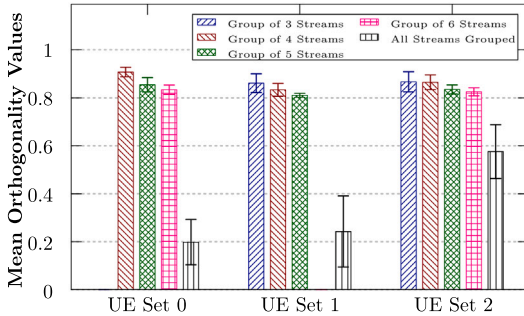 Group of 3 Streams
Group of 4 Streams
Group of 5 Streams
Group of 6 Streams
All Streams Grouped
Mean Orthogonality Values
1
0.8
0.6
0.4
0.2
0
UE Set 0
UE Set 1
UE Set 2